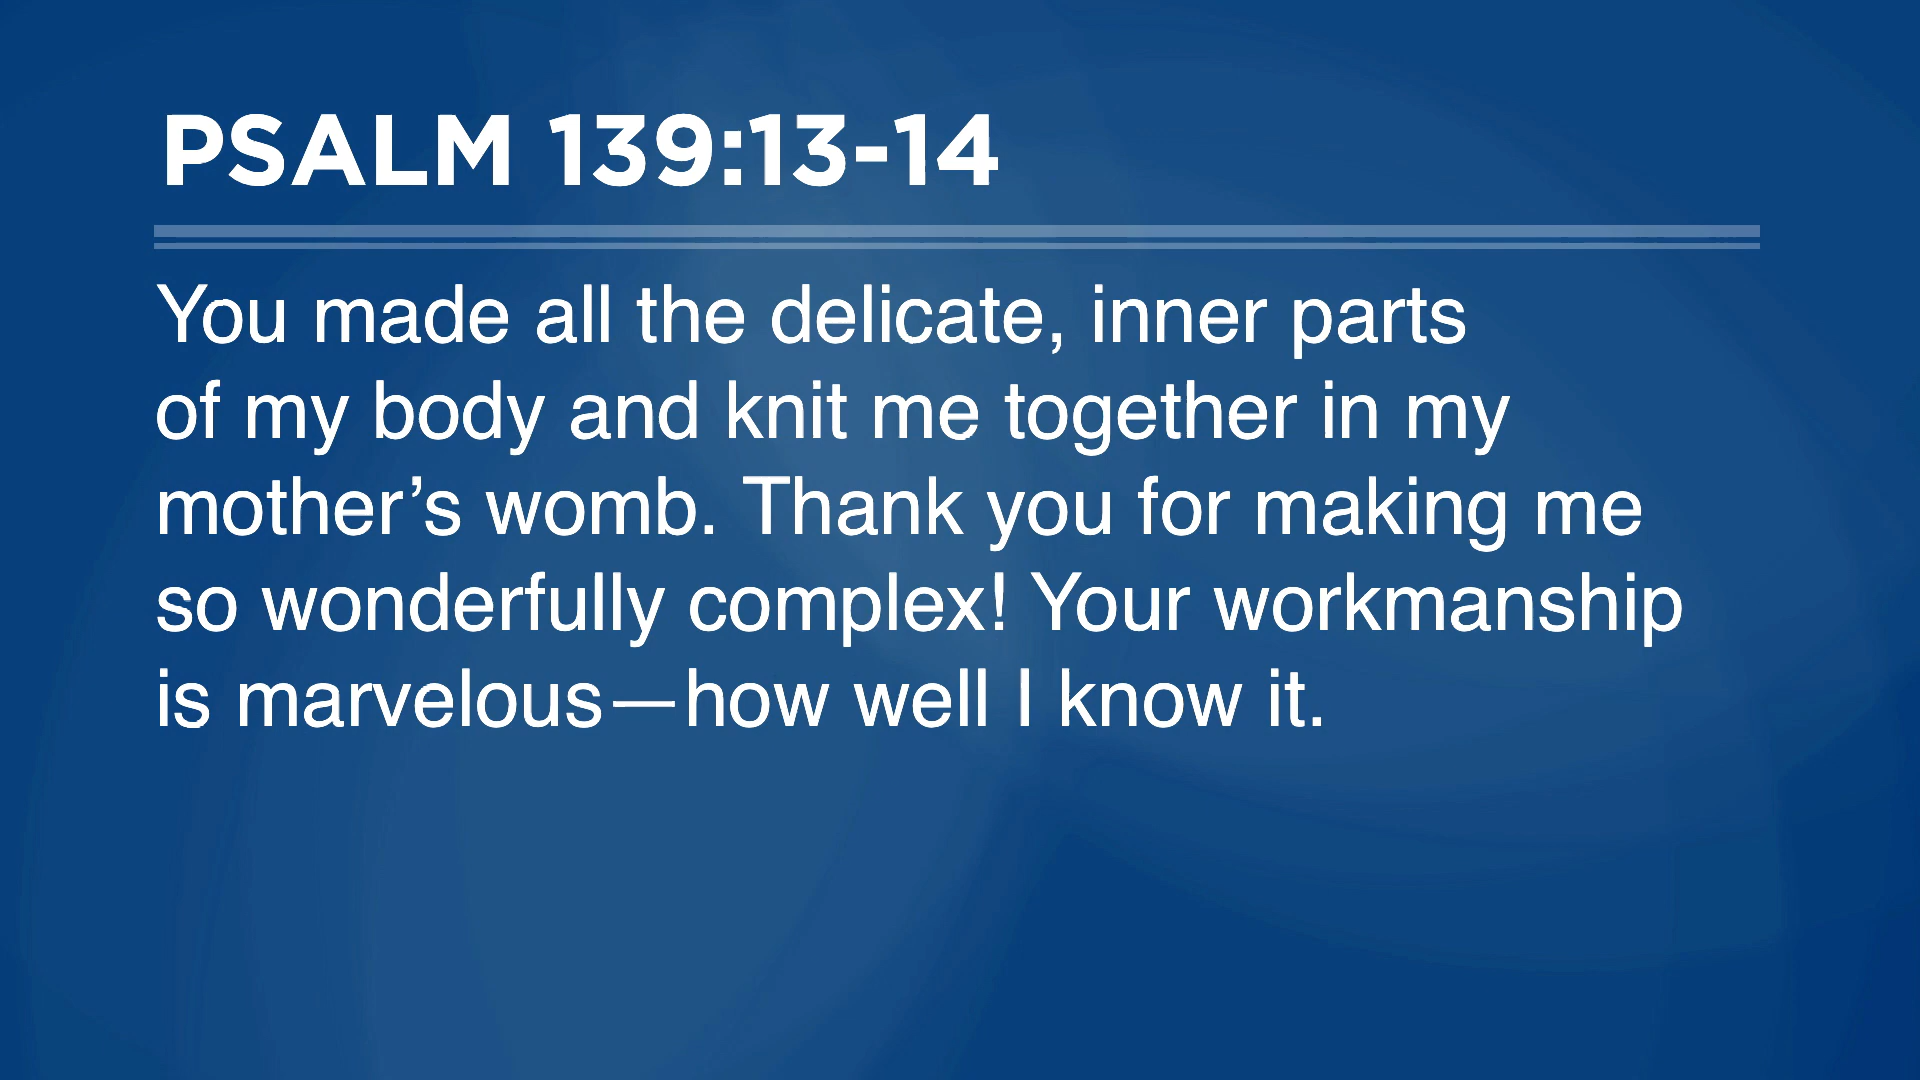 PSALM 139:13-14
You made all the delicate, inner parts
of my body and knit me together in my
mother’s womb. Thank you for making me
so wonderfully complex! Your workmanship
is marvelous—how well I know it.